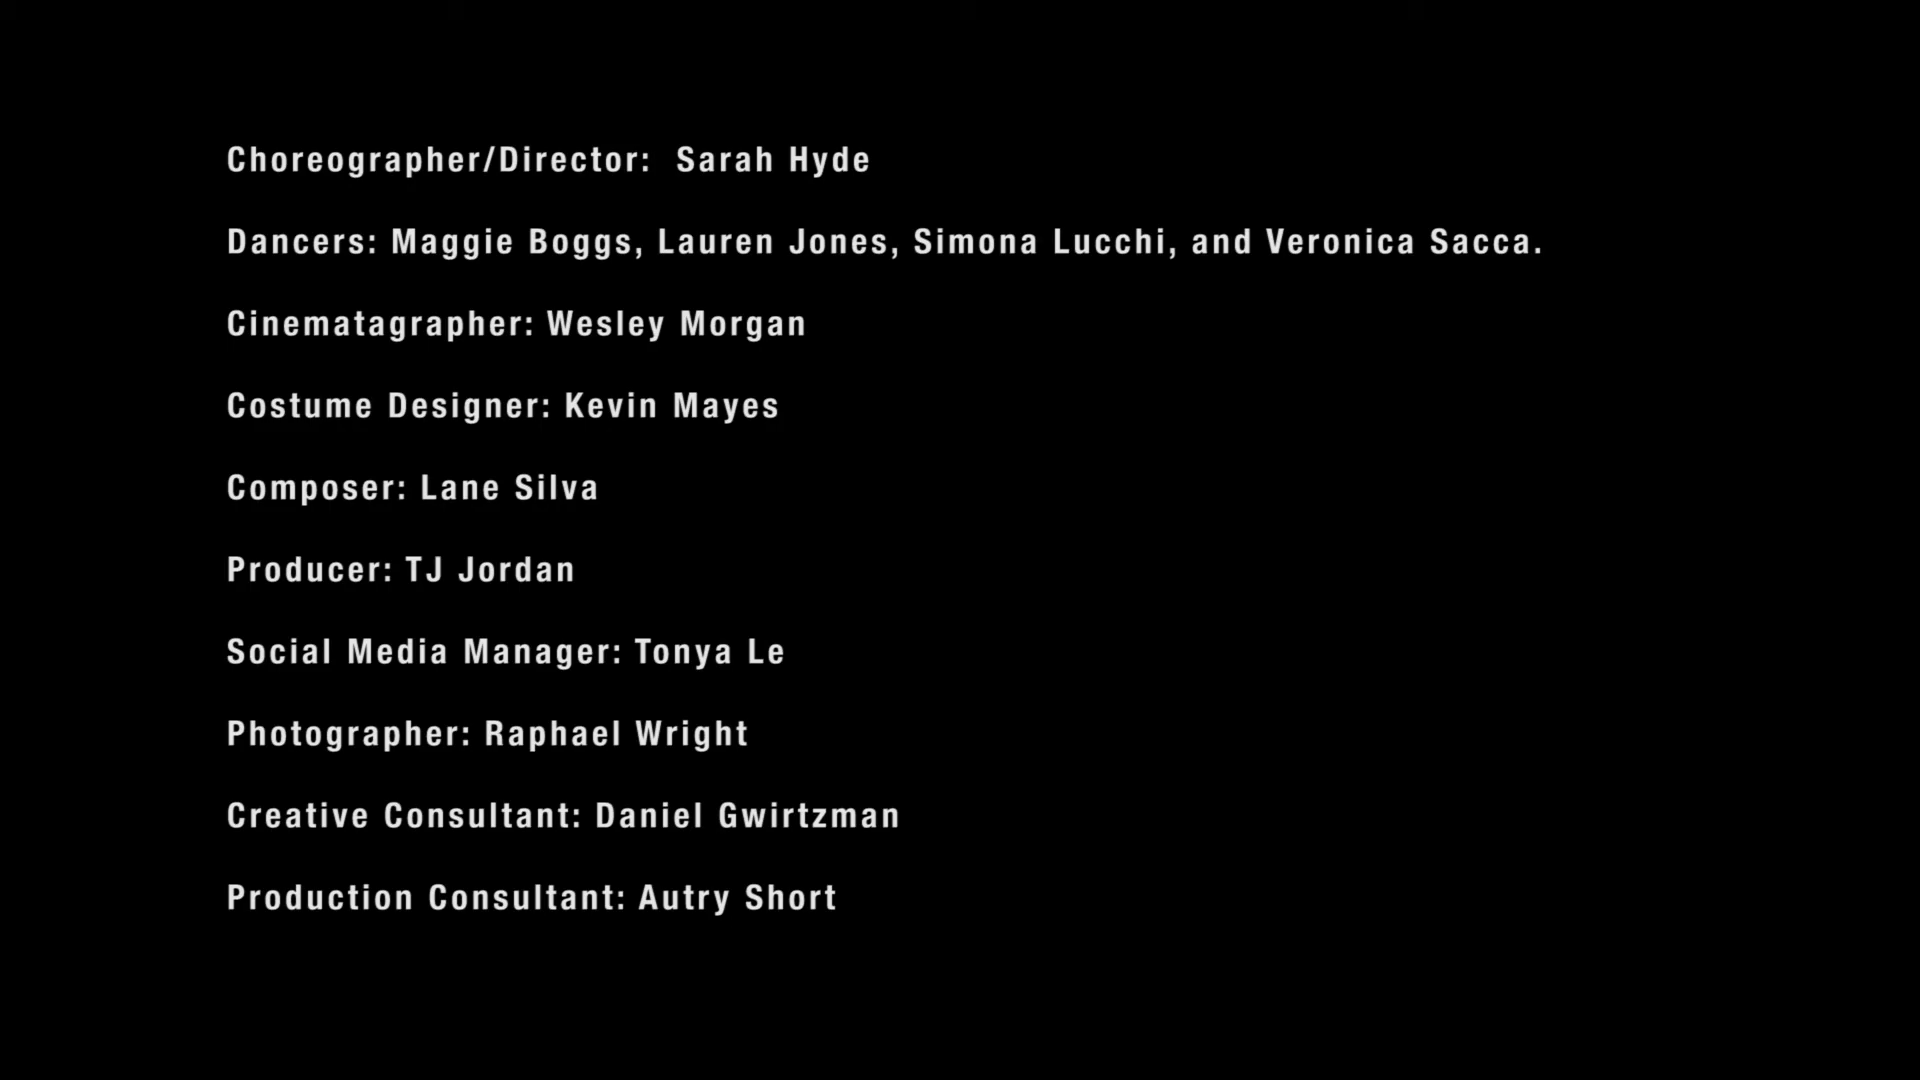 Choreographer/Director:  Sarah Hyde
Dancers: Maggie Boggs, Lauren Jones, Simona Lucchi, and Veronica Sacca.
Cinematagrapher: Wesley Morgan
Costume Designer: Kevin Mayes
Composer: Lane Silva
Producer: TJ Jordan
Social Media Manager: Tonya Le
Photographer: Raphael Wright
Creative Consultant: Daniel Gwirtzman
Production Consultant: Autry Short